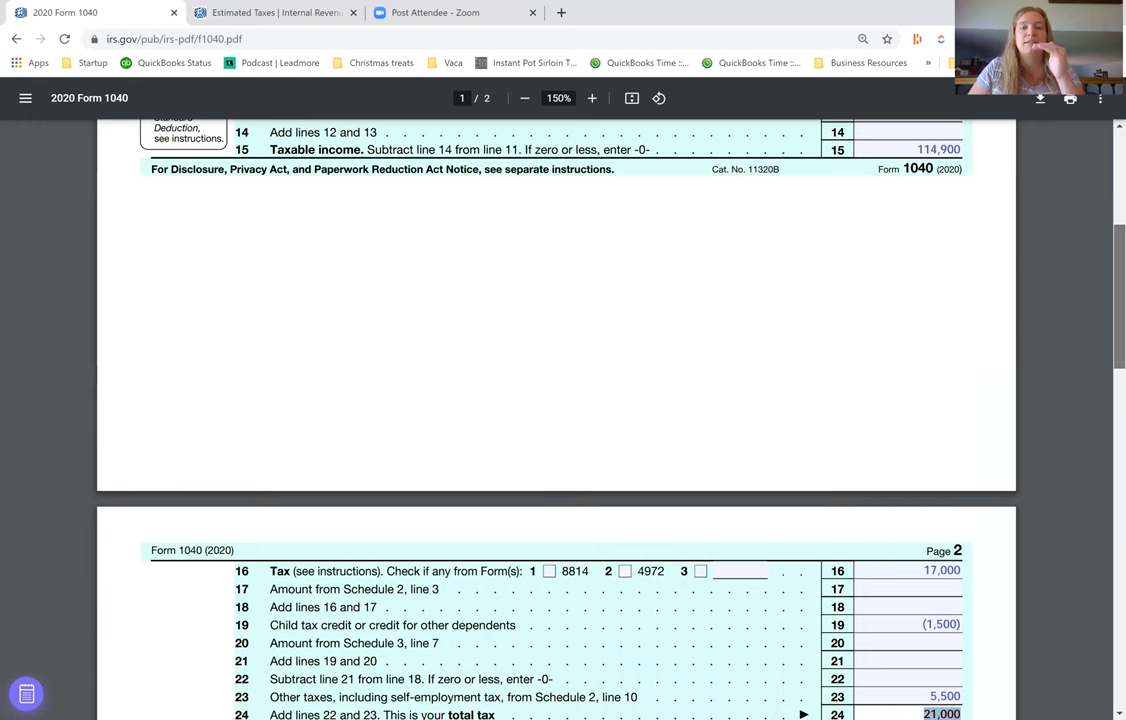 2020 Form 1040
Estimated Taxes | Internal Revenu
Post Attendee - Zoom
irs.gov/pub/irs-pdf/f1040.pdf
Apps Startup QuickBooks Status Podcast | Leadmore Christmas treats Vaca Instant Pot Sirloin T... QuickBooks Time ::... QuickBooks Time ::... Business Resources »
2020 Form 1040 1 / 2 150%
Deduction,
see instructions.
14 Add lines 12 and 13 . . . . . . . . . . . . . . . . . . . . . . . . 14
15 Taxable income. Subtract line 14 from line 11. If zero or less, enter -0- . . . . . . . . . 15 114,900
For Disclosure, Privacy Act, and Paperwork Reduction Act Notice, see separate instructions. Cat. No. 11320B Form 1040 (2020)
Form 1040 (2020) Page 2
16 Tax (see instructions). Check if any from Form(s): 1 8814 2 4972 3 . . 16 17,000
17 Amount from Schedule 2, line 3 . . . . . . . . . . . . . . . . . . . . 17
18 Add lines 16 and 17 . . . . . . . . . . . . . . . . . . . . . . . . 18
19 Child tax credit or credit for other dependents . . . . . . . . . . . . . . . . 19 (1,500)
20 Amount from Schedule 3, line 7 . . . . . . . . . . . . . . . . . . . . 20
21 Add lines 19 and 20 . . . . . . . . . . . . . . . . . . . . . . . . 21
22 Subtract line 21 from line 18. If zero or less, enter -0- . . . . . . . . . . . . . . 22
23 Other taxes, including self-employment tax, from Schedule 2, line 10 . . . . . . . . . 23 5,500
24 Add lines 22 and 23. This is your total tax . . . . . . . . . . . . . . . . ▶ 24 21,000